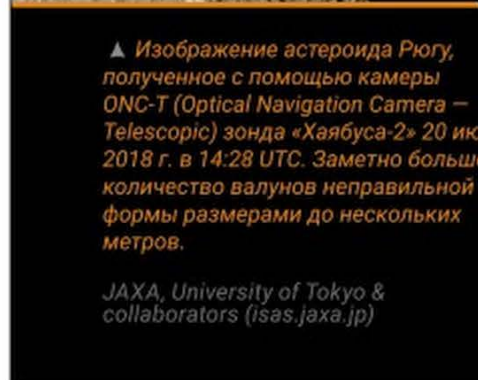 ▲ Изображение астероида Рюгу,
полученное с помощью камеры
ONC-T (Optical Navigation Camera —
Telescopic) зонда «Хаябуса-2» 20
2018 г. в 14:28 UTC. Заметно
количество валунов неправильной
формы размерами до нескольких
метров.
JAXA, University of Tokyo &
collaborators (isas.jaxa.jp)